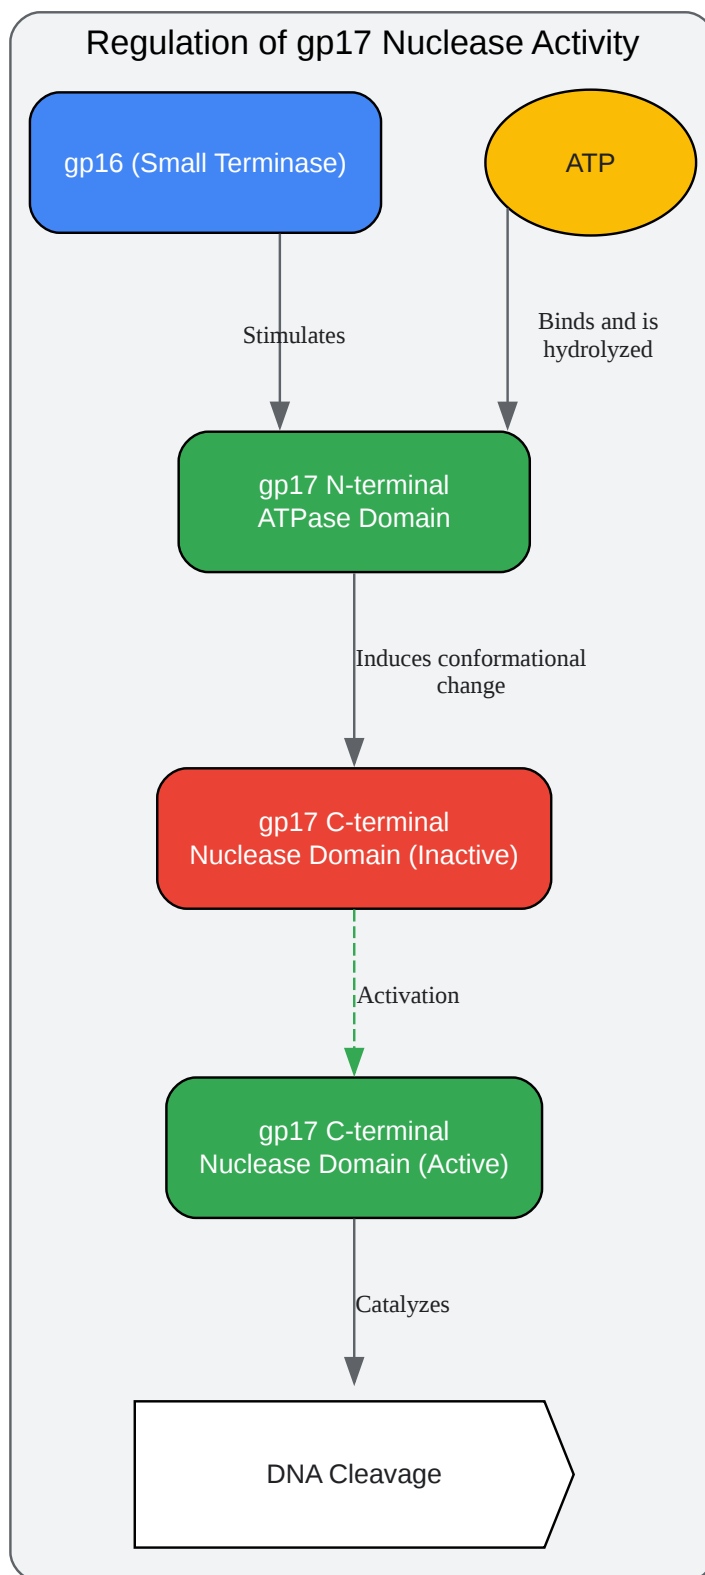 Regulation of gp17 Nuclease Activity
gp16 (Small Terminase)
ATP
Stimulates
Binds and is
hydrolyzed
gp17 N-terminal
ATPase Domain
Induces conformational
change
gp17 C-terminal
Nuclease Domain (Inactive)
Activation
gp17 C-terminal
Nuclease Domain (Active)
Catalyzes
DNA Cleavage